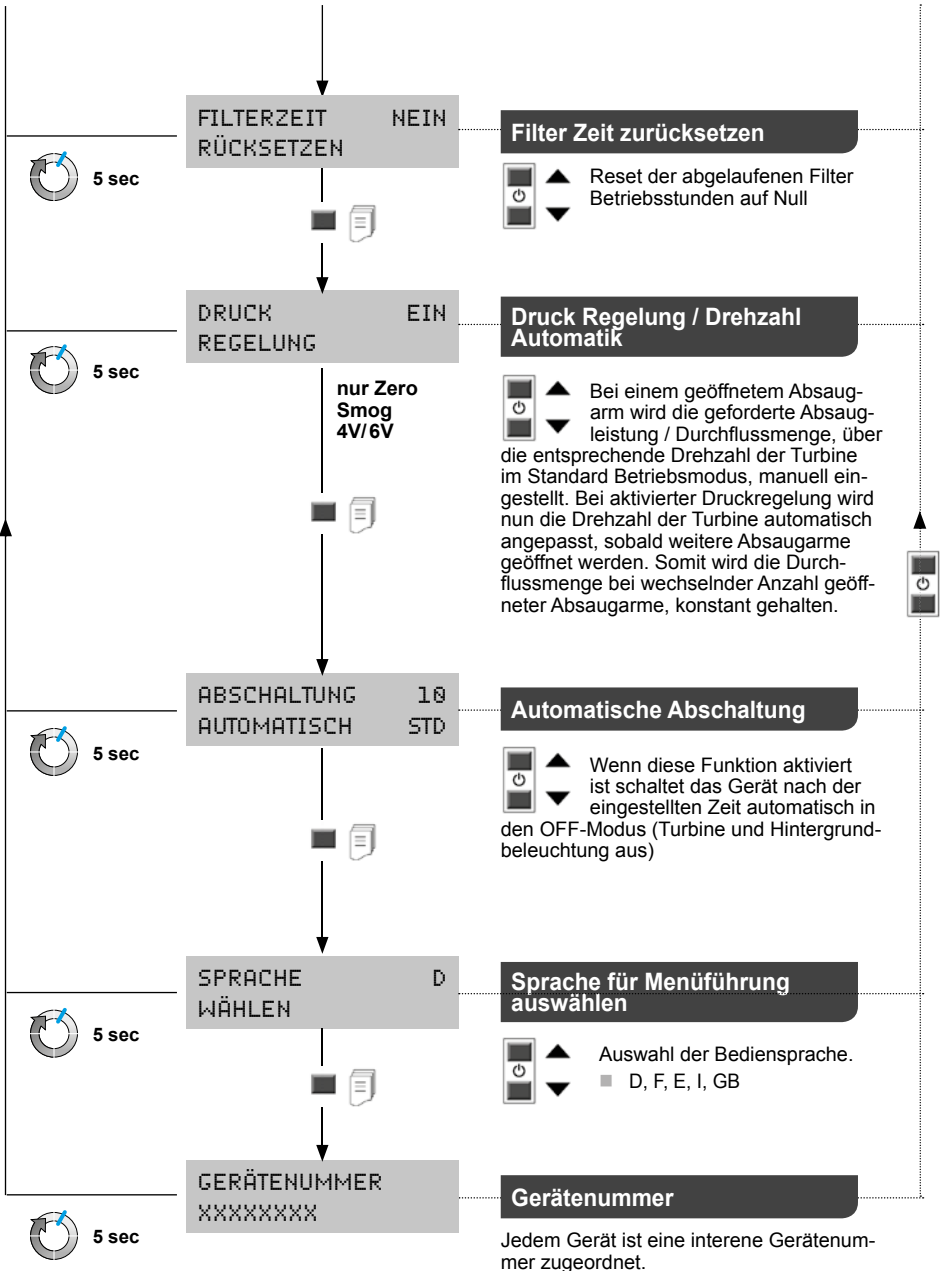 FILTERZEIT NEIN
RÜCKSETZEN
5 sec
Filter Zeit zurücksetzen
Reset der abgelaufenen Filter
Betriebsstunden auf Null
DRUCK EIN
REGELUNG
5 sec
nur Zero
Smog
4V/6V
Druck Regelung / Drehzahl
Automatik
Bei einem geöffnetem Absaug-
arm wird die geforderte Absaug-
leistung / Durchflussmenge, über
die entsprechende Drehzahl der Turbine
im Standard Betriebsmodus, manuell ein-
gestellt. Bei aktivierter Druckregelung wird
nun die Drehzahl der Turbine automatisch
angepasst, sobald weitere Absaugarme
geöffnet werden. Somit wird die Durch-
flussmenge bei wechselnder Anzahl geöff-
neter Absaugarme, konstant gehalten.
ABSCHALTUNG 10
AUTOMATISCH STD
5 sec
Automatische Abschaltung
Wenn diese Funktion aktiviert
ist schaltet das Gerät nach der
eingestellten Zeit automatisch in
den OFF-Modus (Turbine und Hintergrund-
beleuchtung aus)
SPRACHE D
WÄHLEN
5 sec
Sprache für Menüführung
auswählen
Auswahl der Bediensprache.
D, F, E, I, GB
GERÄTENUMMER
XXXXXXXX
5 sec
Gerätenummer
Jedem Gerät ist eine interene Gerätenum-
mer zugeordnet.